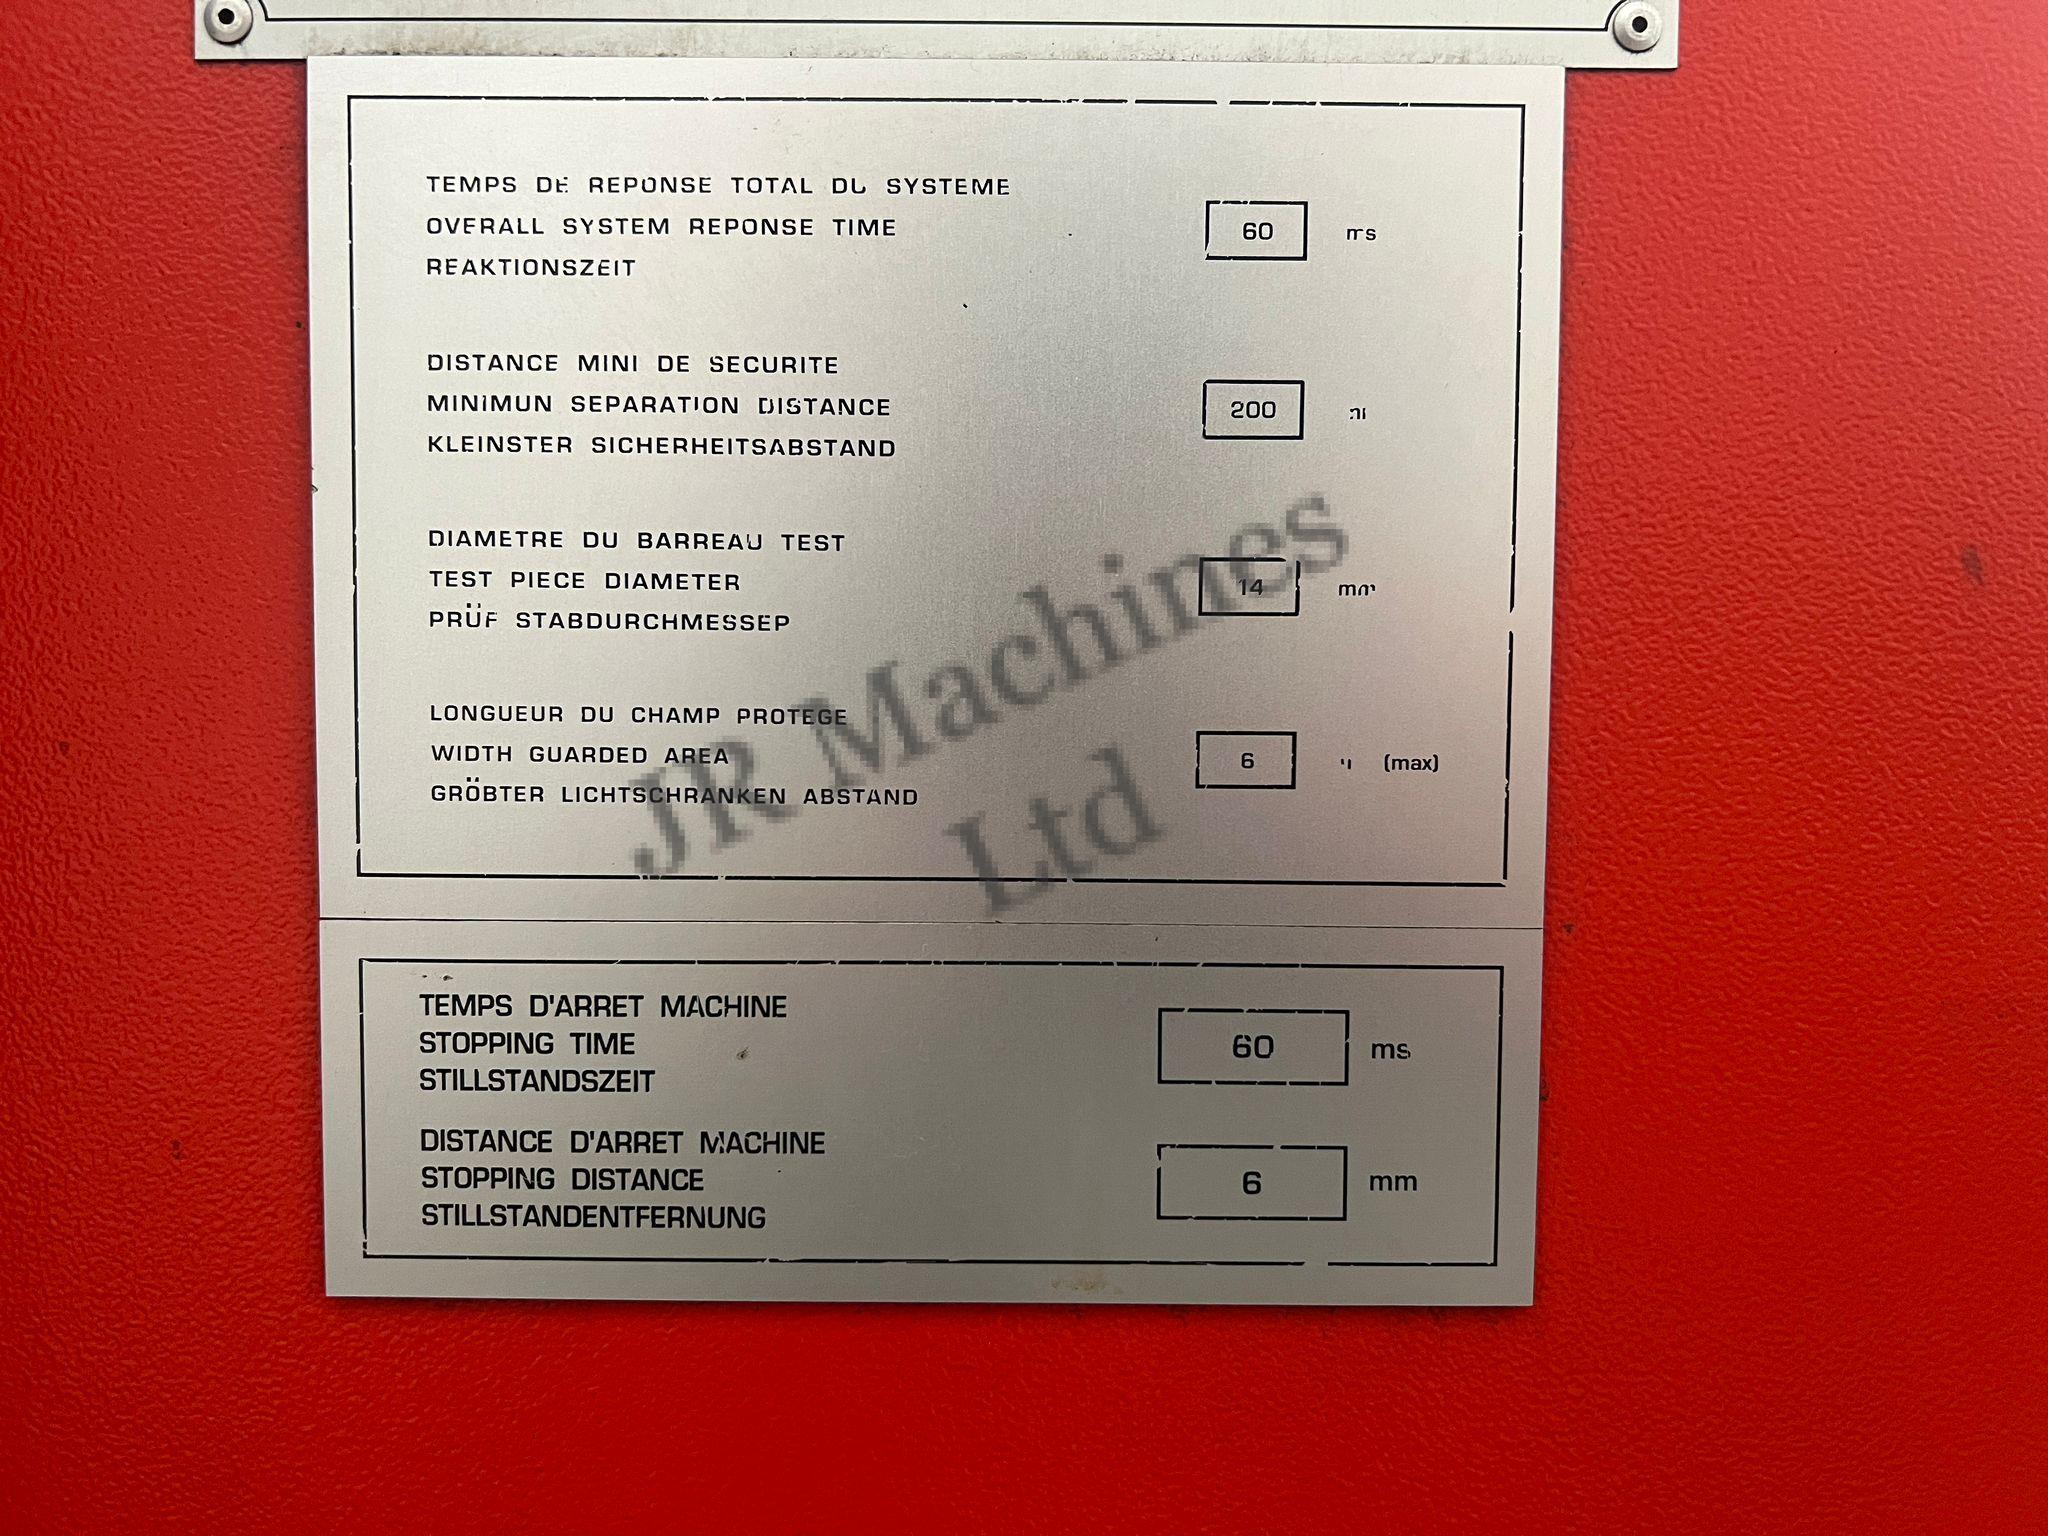 TEMPS DE REPONSE TOTAL DU SYSTEME
OVERALL SYSTEM REPONSE TIME
REAKTIONSZEIT
60 ms
DISTANCE MINI DE SECURITE
MINIMUN SEPARATION DISTANCE
KLEINSTER SICHERHEITSABSTAND
200
DIAMETRE DU BARREAU TEST
TEST PIECE DIAMETER
PRÜF STABDURCHMESSEP
14 mm
LONGUEUR DU CHAMP PROTEGE
WIDTH GUARDED AREA
GRÖBTER LICHTSCHRANKEN ABSTAND
6 (max)
JR Machines
Ltd
TEMPS D'ARRET MACHINE
STOPPING TIME
STILLSTANDSZEIT
60 ms
DISTANCE D'ARRET MACHINE
STOPPING DISTANCE
STILLSTANDENTFERNUNG
6 mm